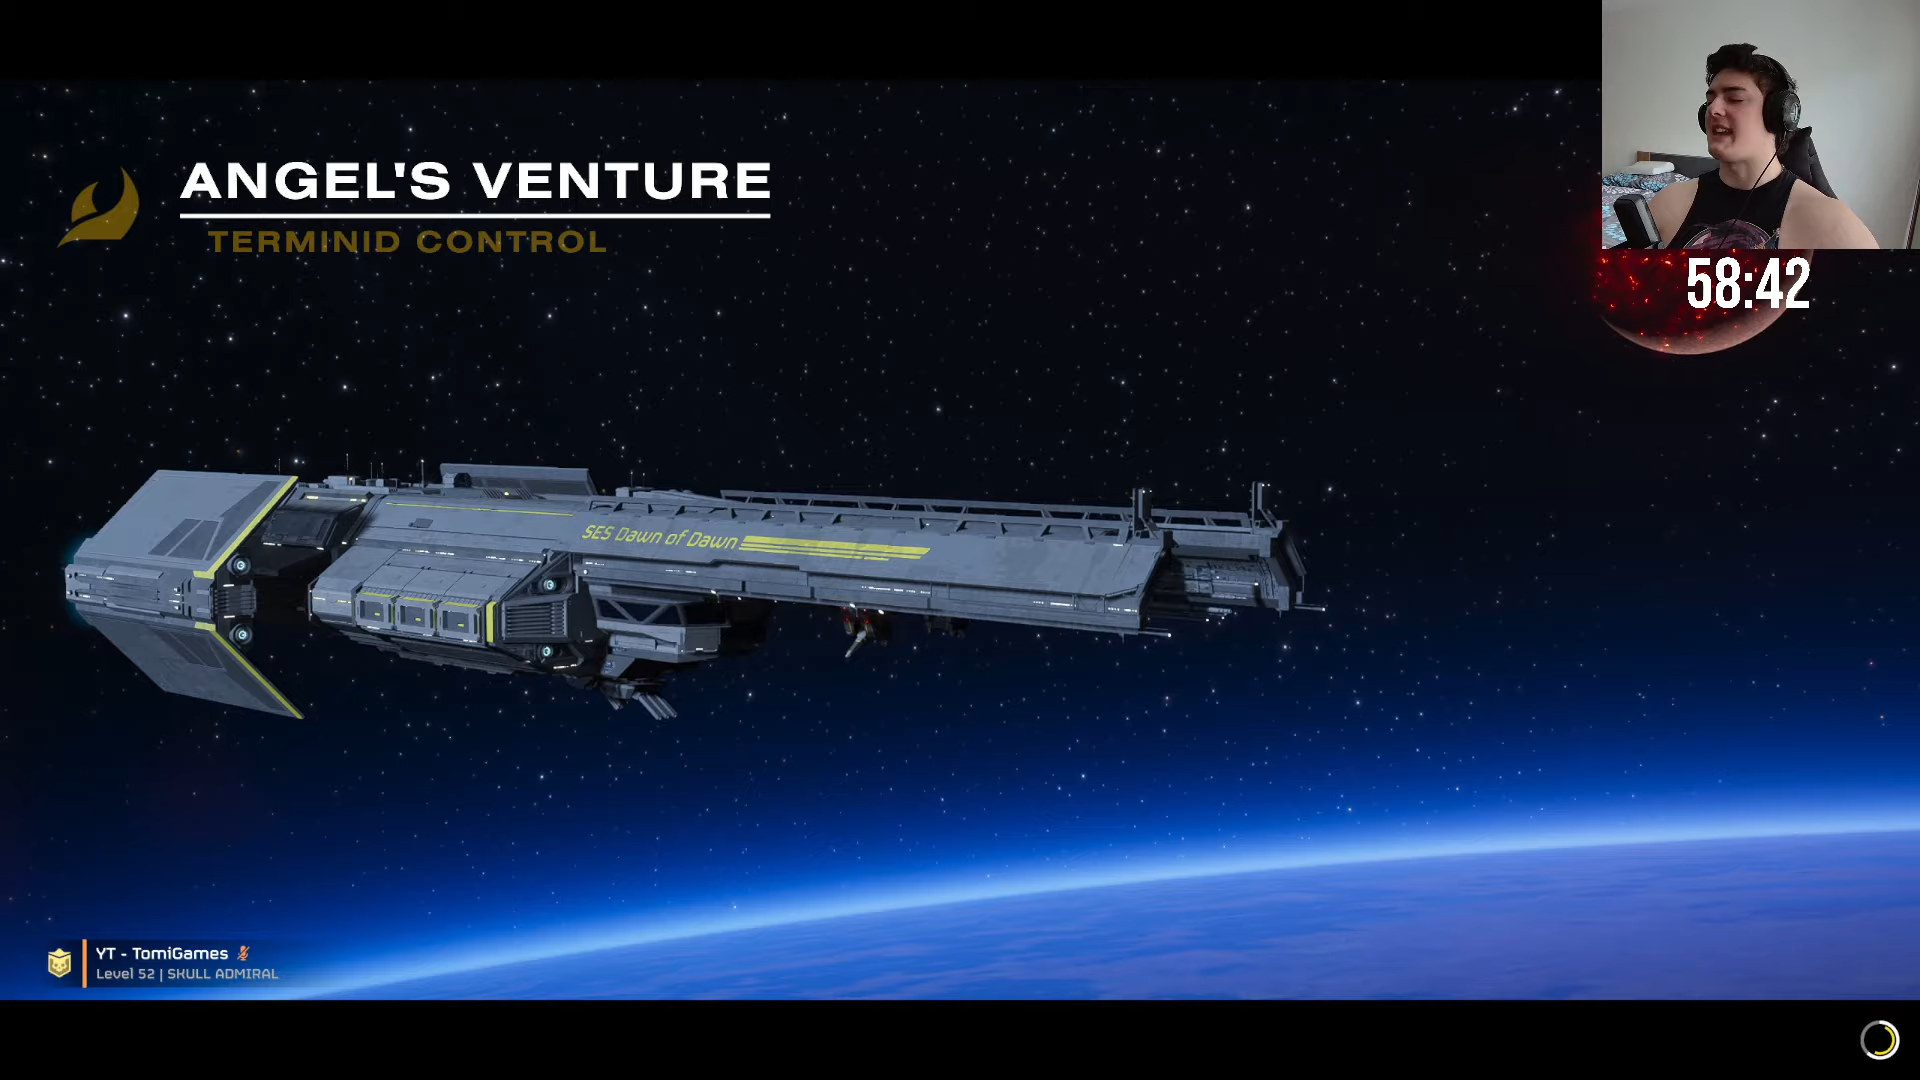 ANGEL'S VENTURE
TERMINID CONTROL
58:42
SES Dawn of Dawn
YT - TomiGames
Level 52 | SKULL ADMIRAL